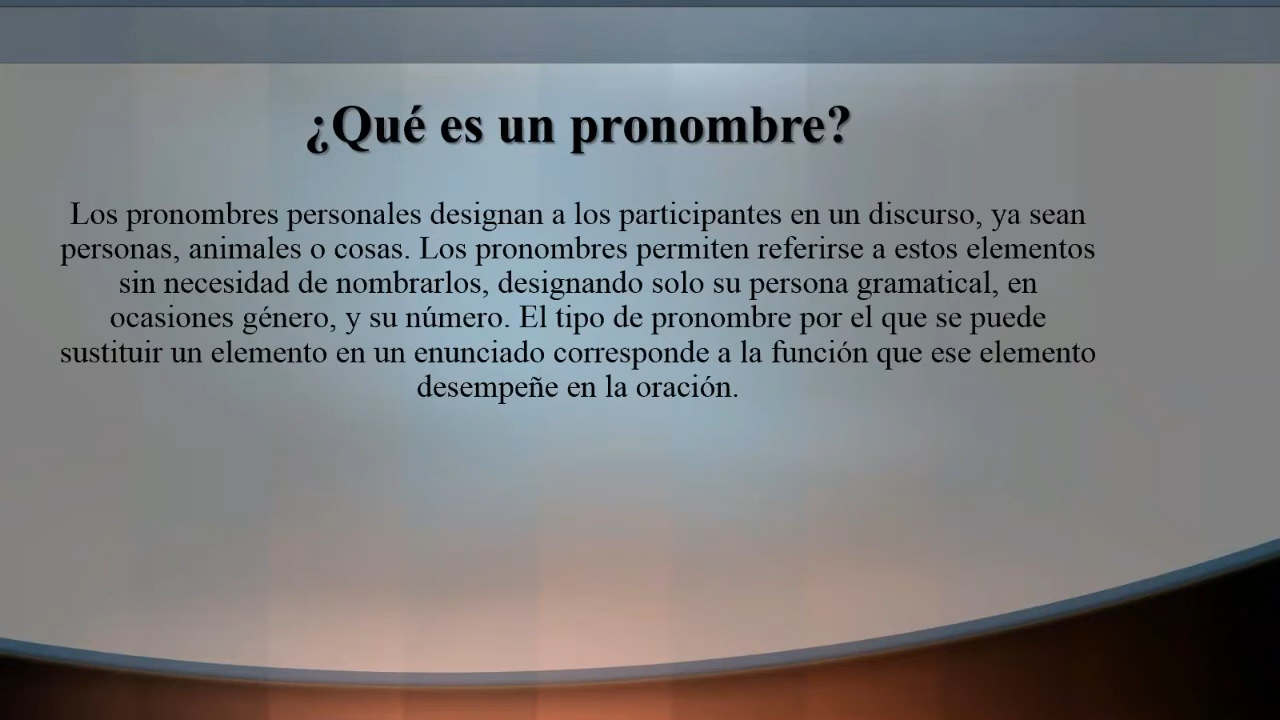 ¿Qué es un pronombre?
Los pronombres personales designan a los participantes en un discurso, ya sean
personas, animales o cosas. Los pronombres permiten referirse a estos elementos
sin necesidad de nombrarlos, designando solo su persona gramatical, en
ocasiones género, y su número. El tipo de pronombre por el que se puede
sustituir un elemento en un enunciado corresponde a la función que ese elemento
desempeñe en la oración.